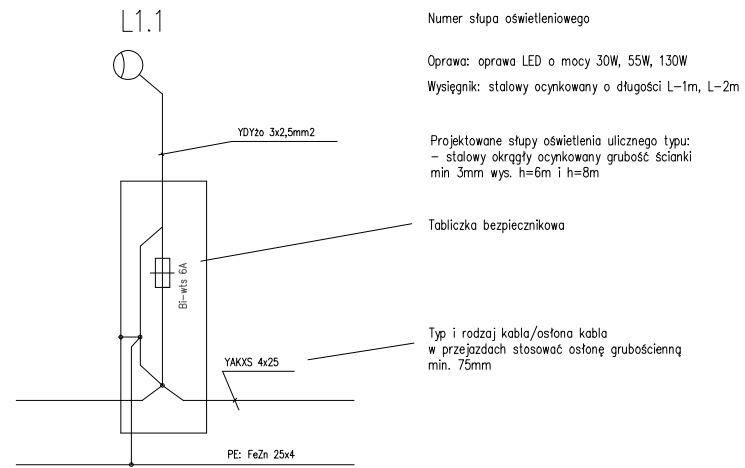 L1.1
Numer słupa oświetleniowego
Oprawa: oprawa LED o mocy 30W, 55W, 130W
Wysięgnik: stalowy ocynkowany o długości L-1m, L-2m
YDYżo 3x2,5mm2
Projektowane słupy oświetlenia ulicznego typu:
- stalowy okrągły ocynkowany grubość ścianki
min 3mm wys. h=6m i h=8m
Tabliczka bezpiecznikowa
Bi-wts 6A
Typ i rodzaj kabla/osłona kabla
w przejazdach stosować osłonę grubościenną
min. 75mm
YAKXS 4x25
PE: FeZn 25x4